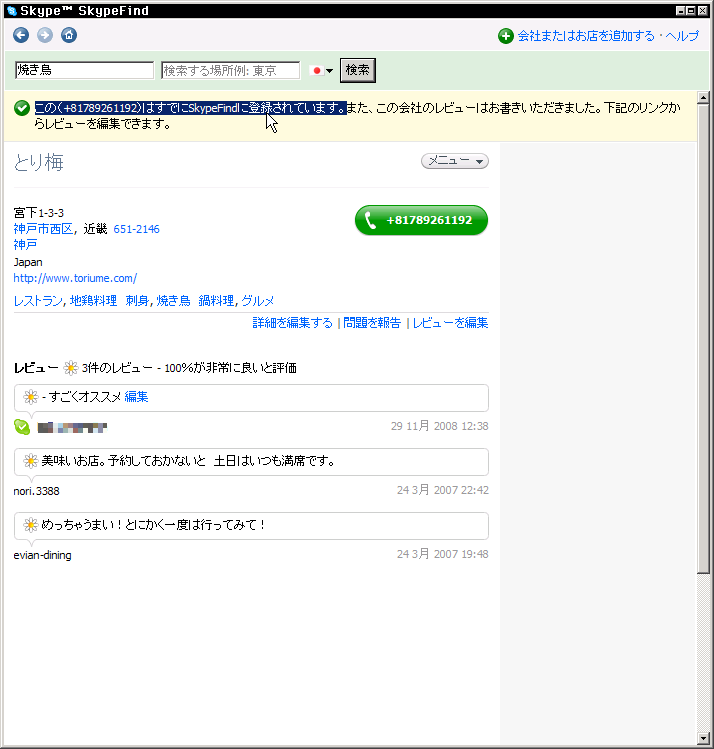 Skype™ SkypeFind
会社またはお店を追加する・ヘルプ
焼き鳥 検索する場所例: 東京 検索
この（+81789261192）はすでにSkypeFindに登録されています。また、この会社のレビューはお書きいただきました。下記のリンクか
らレビューを編集できます。
とり梅 メニュー
宮下1-3-3 +81789261192
神戸市西区, 近畿 651-2146
神戸
Japan
http://www.toriume.com/
レストラン, 地鶏料理 刺身, 焼き鳥 鍋料理, グルメ
詳細を編集する | 問題を報告 | レビューを編集
レビュー 3件のレビュー - 100%が非常に良いと評価
- すごくオススメ 編集
29 11月 2008 12:38
美味いお店。予約しておかないと 土日はいつも満席です。
nori.3388 24 3月 2007 22:42
めっちゃうまい！とにかく一度は行ってみて！
evian-dining 24 3月 2007 19:48